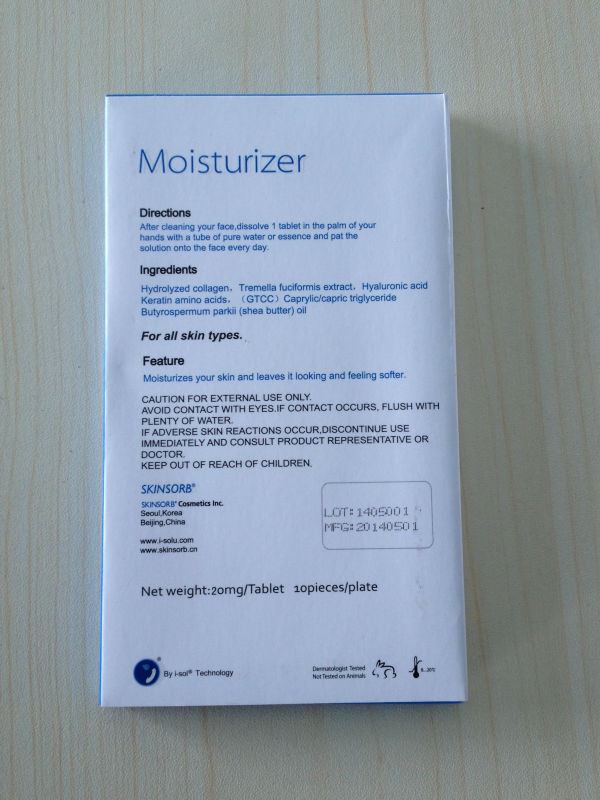 Moisturizer
Directions
After cleaning your face,dissolve 1 tablet in the palm of your
hands with a tube of pure water or essence and pat the
solution onto the face every day.
Ingredients
Hydrolyzed collagen，Tremella fuciformis extract，Hyaluronic acid
Keratin amino acids，（GTCC）Caprylic/capric triglyceride
Butyrospermum parkii (shea butter) oil
For all skin types.
Feature
Moisturizes your skin and leaves it looking and feeling softer.
CAUTION FOR EXTERNAL USE ONLY.
AVOID CONTACT WITH EYES.IF CONTACT OCCURS, FLUSH WITH
PLENTY OF WATER.
IF ADVERSE SKIN REACTIONS OCCUR,DISCONTINUE USE
IMMEDIATELY AND CONSULT PRODUCT REPRESENTATIVE OR
DOCTOR.
KEEP OUT OF REACH OF CHILDREN.
SKINSORB®
SKINSORB® Cosmetics Inc.
Seoul,Korea
Beijing,China
www.i-solu.com
www.skinsorb.cn
LOT:1405001
MFG:20140501
Net weight:20mg/Tablet 10pieces/plate
® By i-sol® Technology
Dermatologist Tested
Not Tested on Animals